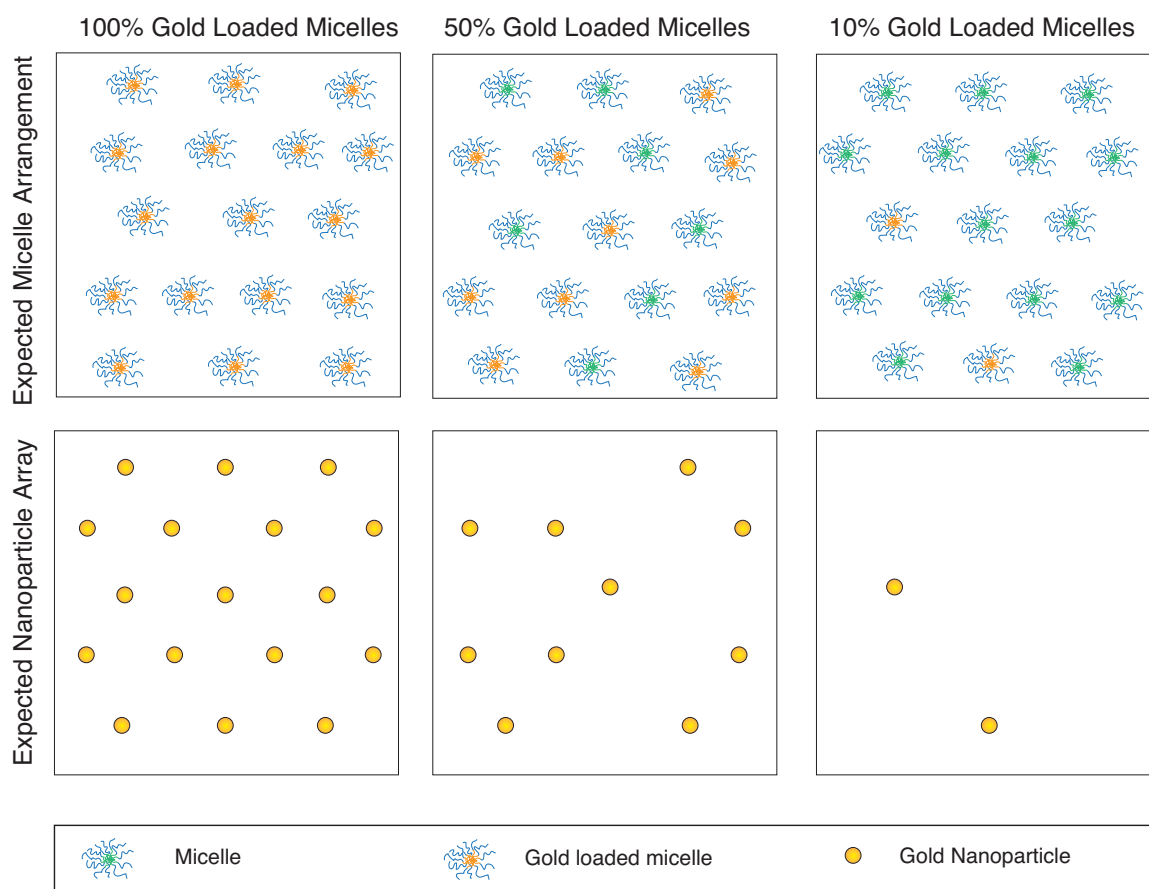 100% Gold Loaded Micelles
50% Gold Loaded Micelles
10% Gold Loaded Micelles
Expected Micelle Arrangement
Expected Nanoparticle Array
Micelle
Gold loaded micelle
Gold Nanoparticle